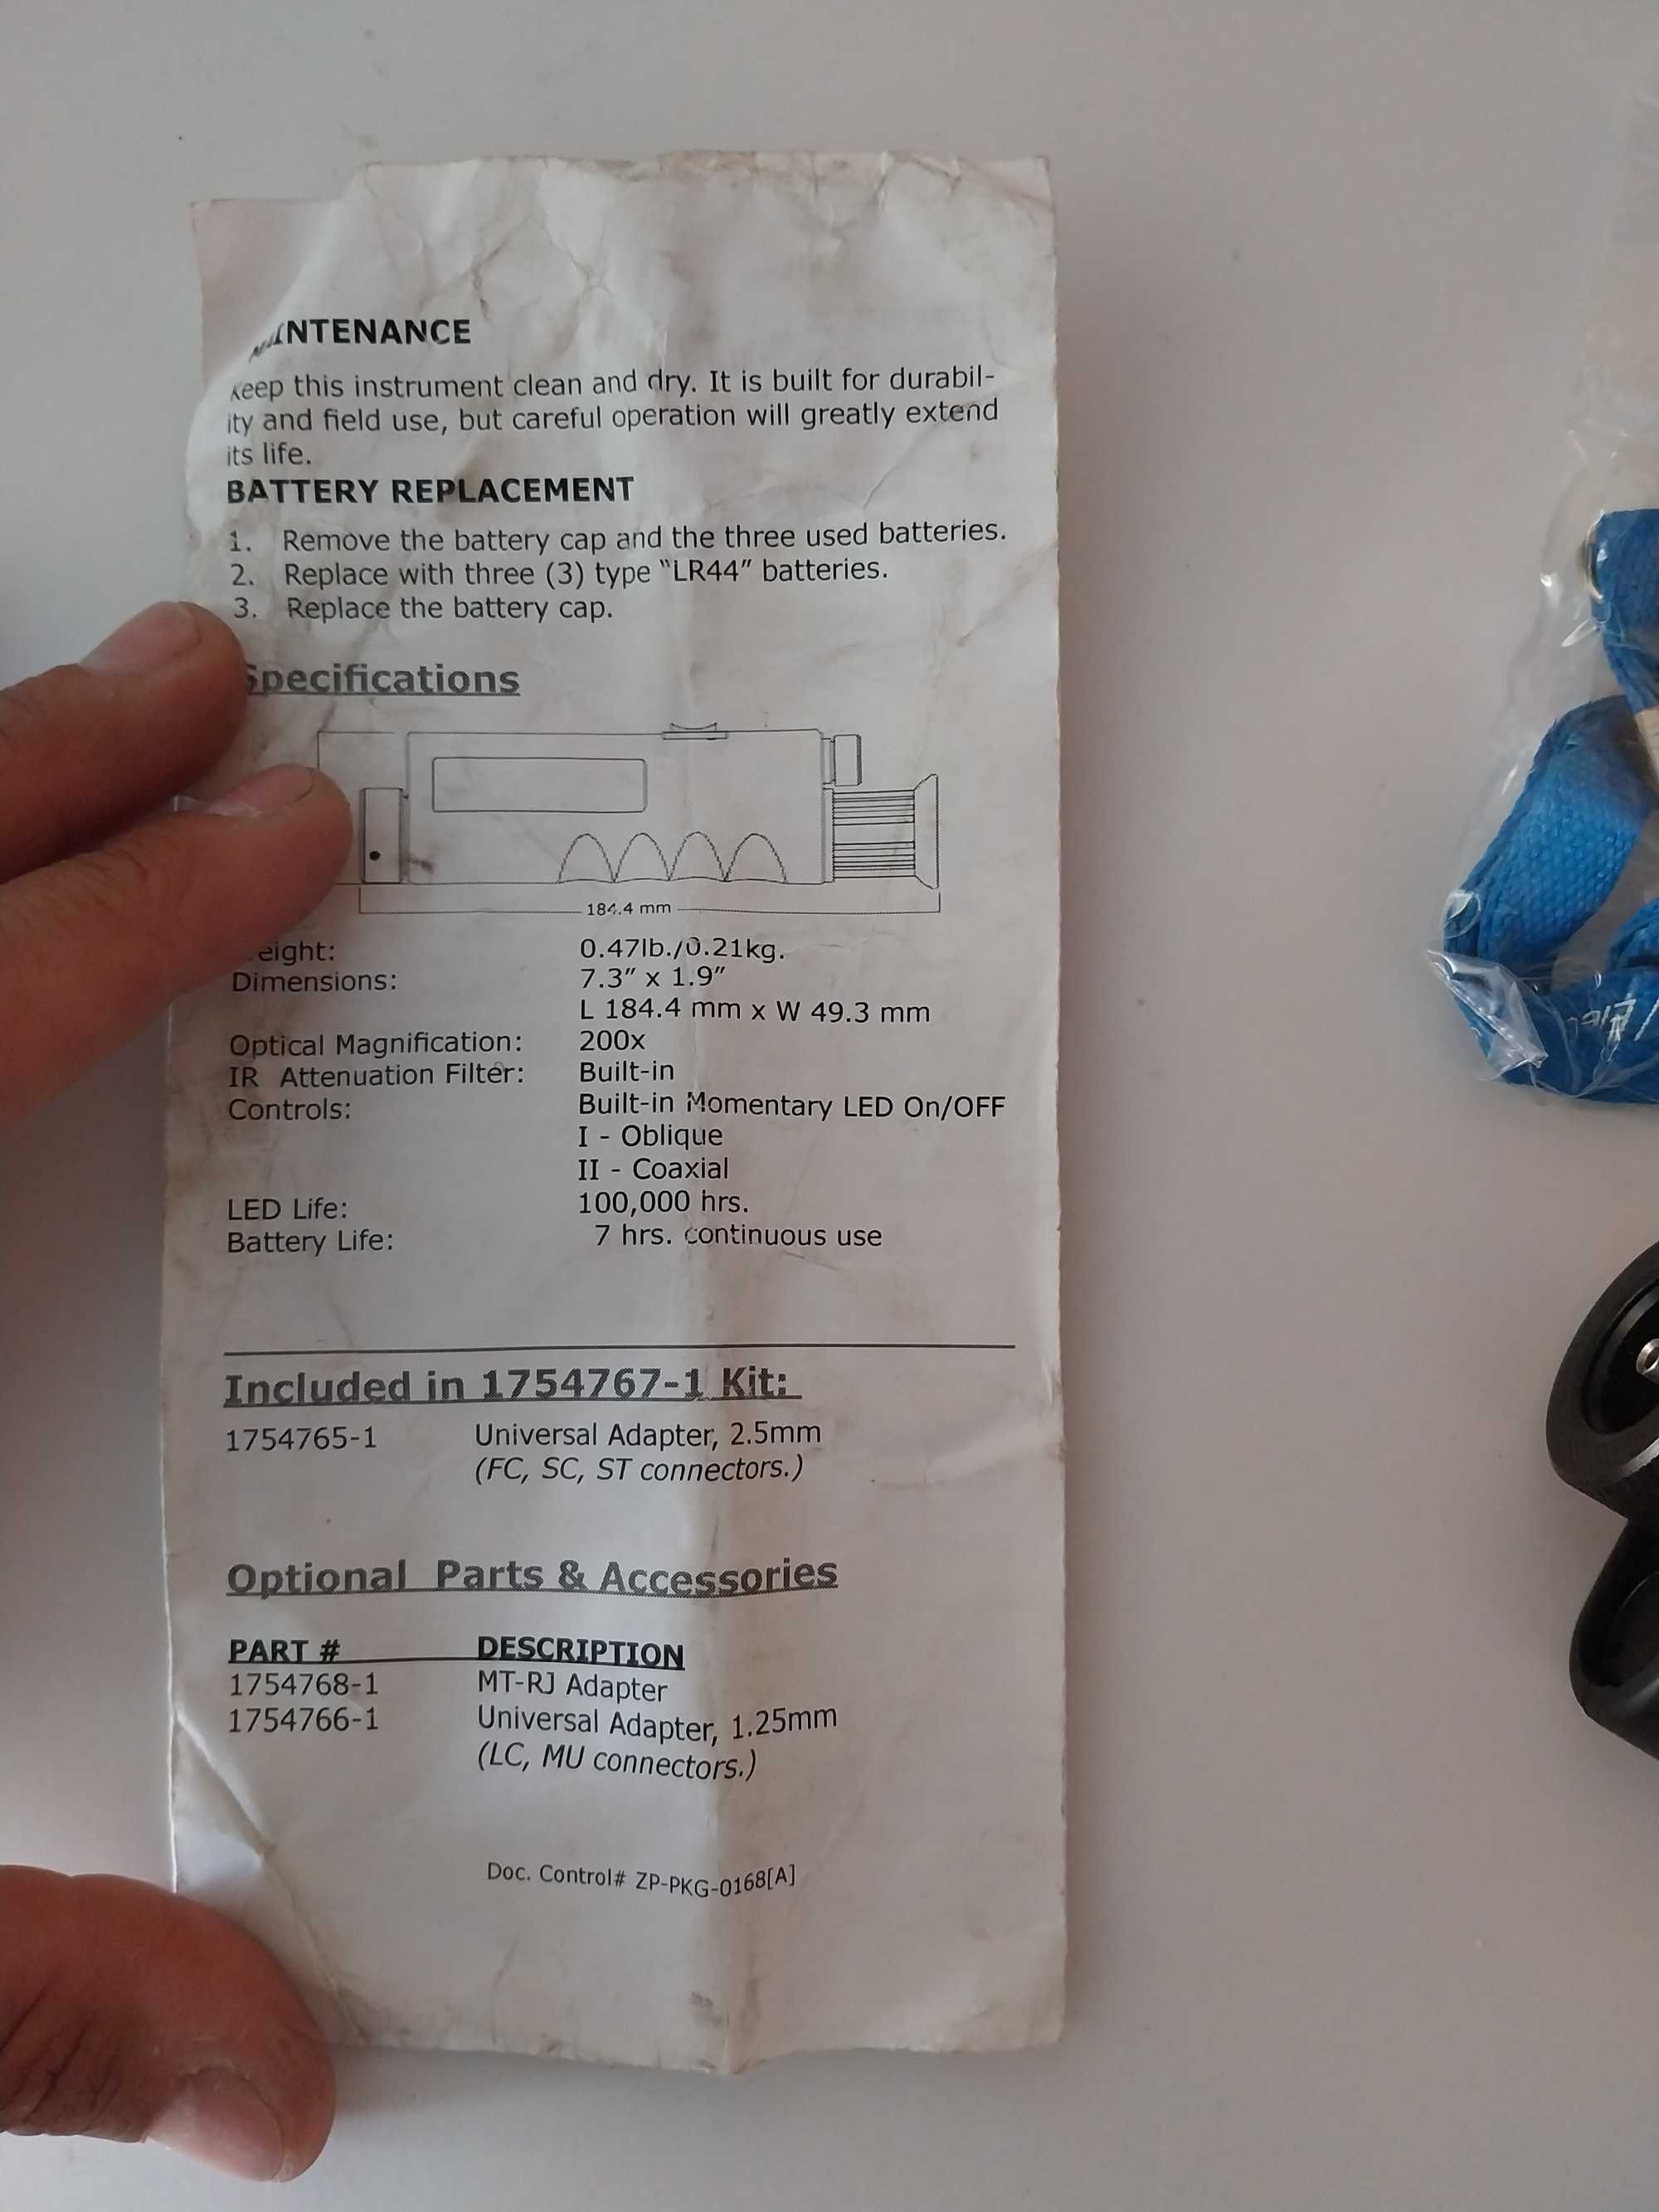 MAINTENANCE
Keep this instrument clean and dry. It is built for durabil-
ity and field use, but careful operation will greatly extend
its life.
BATTERY REPLACEMENT
1. Remove the battery cap and the three used batteries.
2. Replace with three (3) type "LR44" batteries.
3. Replace the battery cap.
Specifications
184.4 mm
Weight: 0.47lb./0.21kg.
Dimensions: 7.3" x 1.9"
L 184.4 mm x W 49.3 mm
Optical Magnification: 200x
IR Attenuation Filter: Built-in
Controls: Built-in Momentary LED On/OFF
I - Oblique
II - Coaxial
LED Life: 100,000 hrs.
Battery Life: 7 hrs. continuous use
Included in 1754767-1 Kit:
1754765-1 Universal Adapter, 2.5mm
(FC, SC, ST connectors.)
Optional Parts & Accessories
PART # DESCRIPTION
1754768-1 MT-RJ Adapter
1754766-1 Universal Adapter, 1.25mm
(LC, MU connectors.)
Doc. Control# ZP-PKG-0168[A]